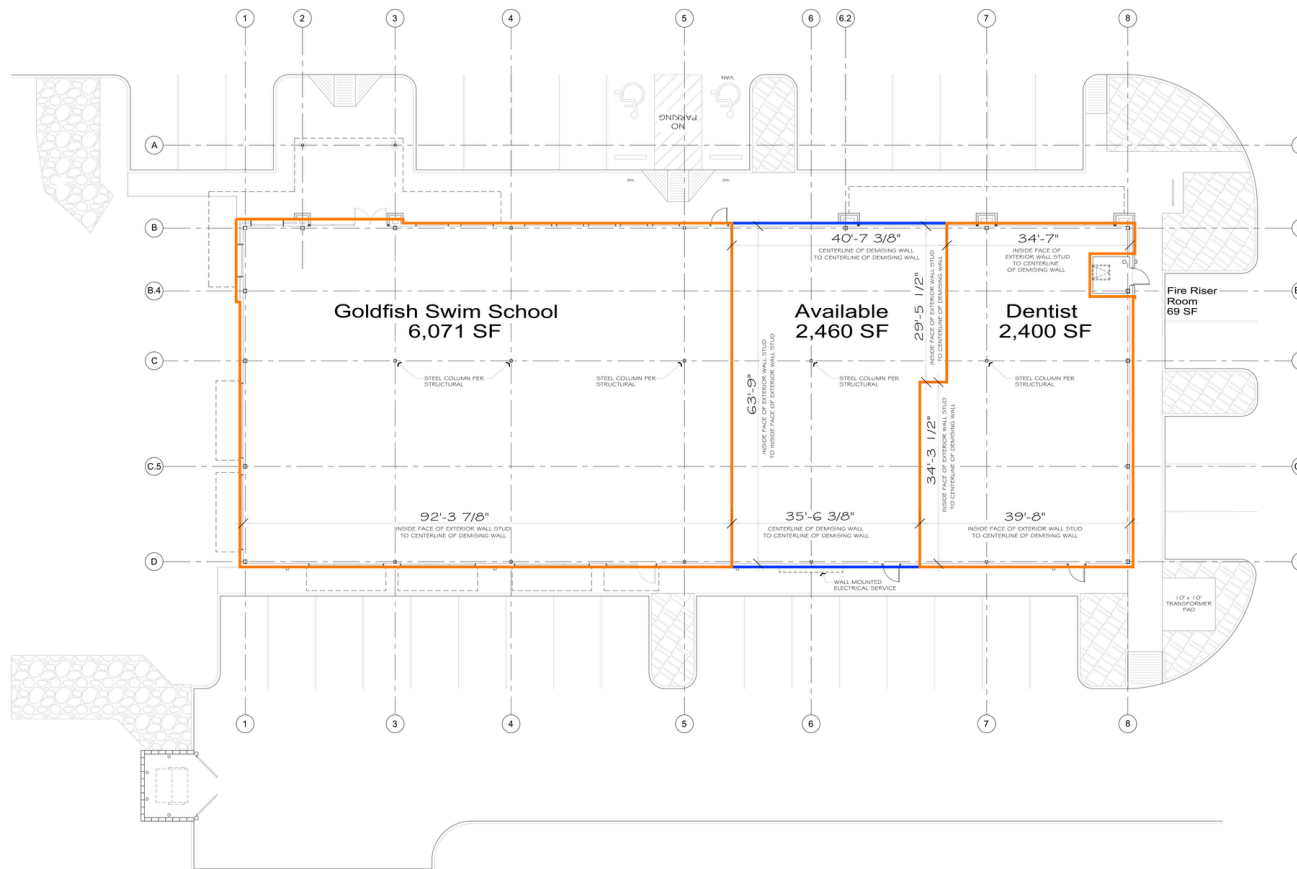 1
2
3
4
5
6
6.2
7
8
VAN
NO
PARKING
A
B
B.4
C
C.5
D
40'-7 3/8"
CENTERLINE OF DEMISING WALL
TO CENTERLINE OF DEMISING WALL
34'-7"
INSIDE FACE OF
EXTERIOR WALL STUD
TO CENTERLINE
OF DEMISING WALL
29'-5 1/2"
INSIDE FACE OF EXTERIOR WALL STUD
TO CENTERLINE OF DEMISING WALL
Goldfish Swim School
6,071 SF
Available
2,460 SF
Dentist
2,400 SF
Fire Riser
Room
69 SF
STEEL COLUMN PER
STRUCTURAL
STEEL COLUMN PER
STRUCTURAL
STEEL COLUMN PER
STRUCTURAL
STEEL COLUMN PER
STRUCTURAL
63'-9"
INSIDE FACE OF EXTERIOR WALL STUD
TO INSIDE FACE OF EXTERIOR WALL STUD
34'-3 1/2"
INSIDE FACE OF EXTERIOR WALL STUD
TO CENTERLINE OF DEMISING WALL
92'-3 7/8"
INSIDE FACE OF EXTERIOR WALL STUD
TO CENTERLINE OF DEMISING WALL
35'-6 3/8"
CENTERLINE OF DEMISING WALL
TO CENTERLINE OF DEMISING WALL
39'-8"
INSIDE FACE OF EXTERIOR WALL STUD
TO CENTERLINE OF DEMISING WALL
WALL MOUNTED
ELECTRICAL SERVICE
10' x 10'
TRANSFORMER
PAD
1
3
4
5
6
7
8